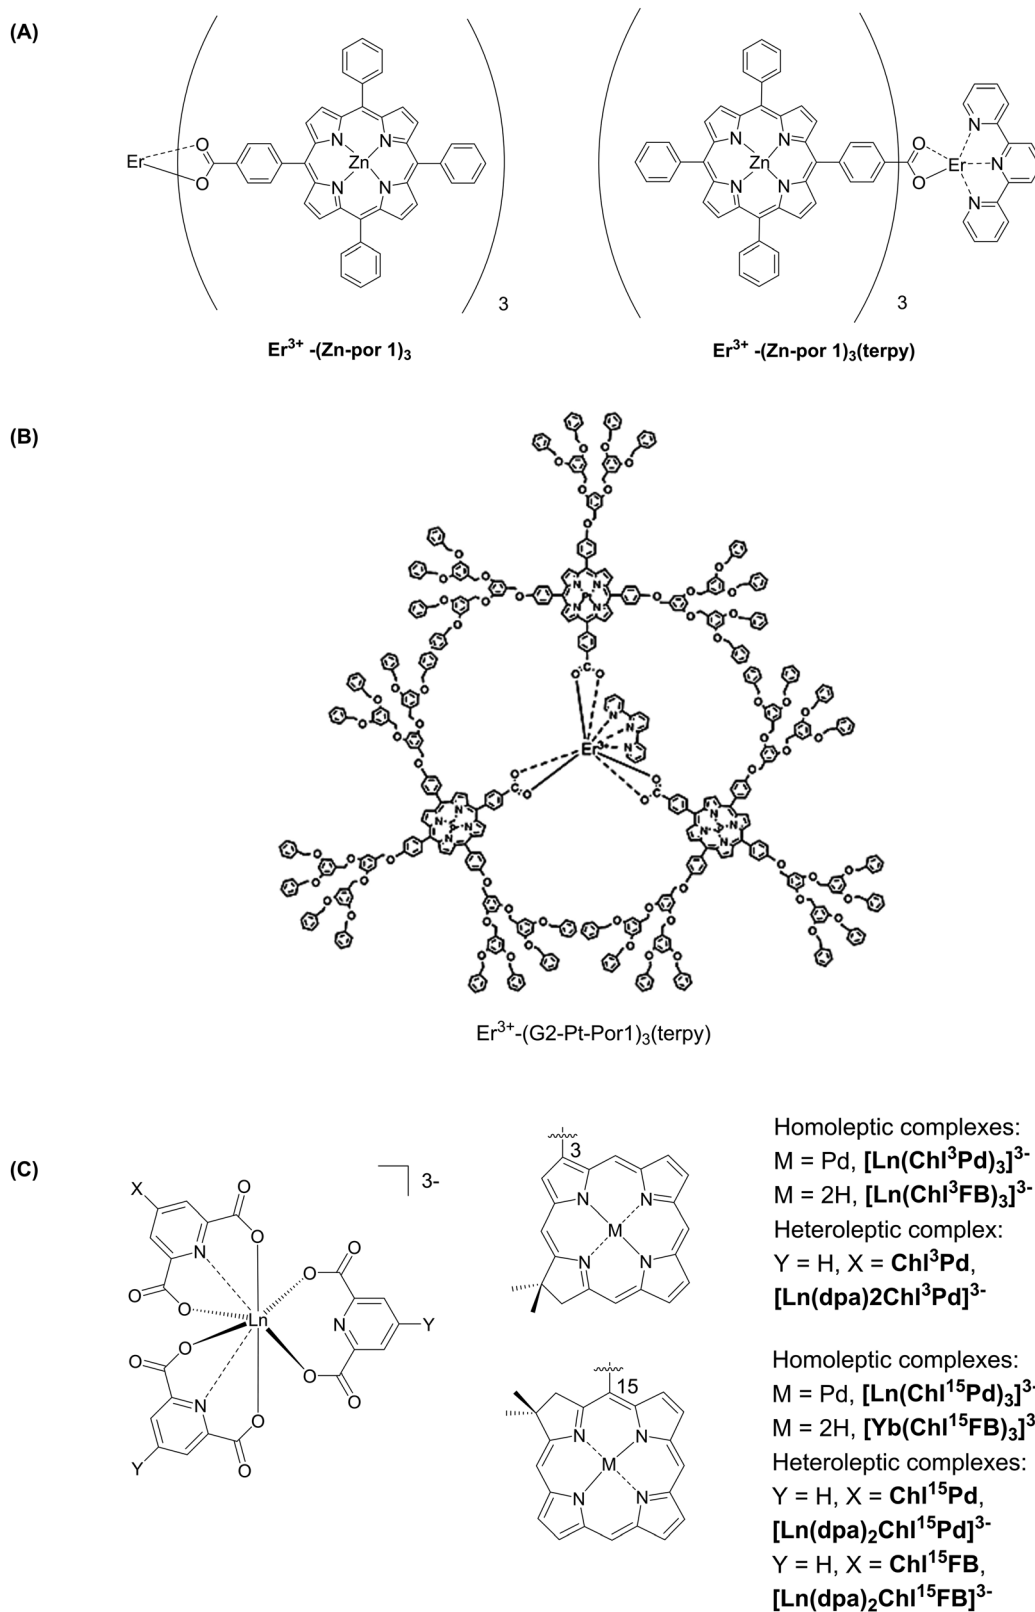 (A)
Er
O
O
N
N
Zn
N
N
3
Er³⁺ -(Zn-por 1)₃
N
N
Zn
N
N
O
O
Er
N
N
N
3
Er³⁺ -(Zn-por 1)₃(terpy)
(B)
Er³⁺
Er³⁺-(G2-Pt-Por1)₃(terpy)
(C)
X
O
O
N
O
O
Ln
O
O
N
O
O
Y
O
O
N
O
O
Y
3-
3
N
N
M
N
N
15
N
N
M
N
N
Homoleptic complexes:
M = Pd, [Ln(Chl³Pd)₃]³⁻
M = 2H, [Ln(Chl³FB)₃]³⁻
Heteroleptic complex:
Y = H, X = Chl³Pd,
[Ln(dpa)2Chl³Pd]³⁻
Homoleptic complexes:
M = Pd, [Ln(Chl¹⁵Pd)₃]³⁻
M = 2H, [Yb(Chl¹⁵FB)₃]³
Heteroleptic complexes:
Y = H, X = Chl¹⁵Pd,
[Ln(dpa)₂Chl¹⁵Pd]³⁻
Y = H, X = Chl¹⁵FB,
[Ln(dpa)₂Chl¹⁵FB]³⁻